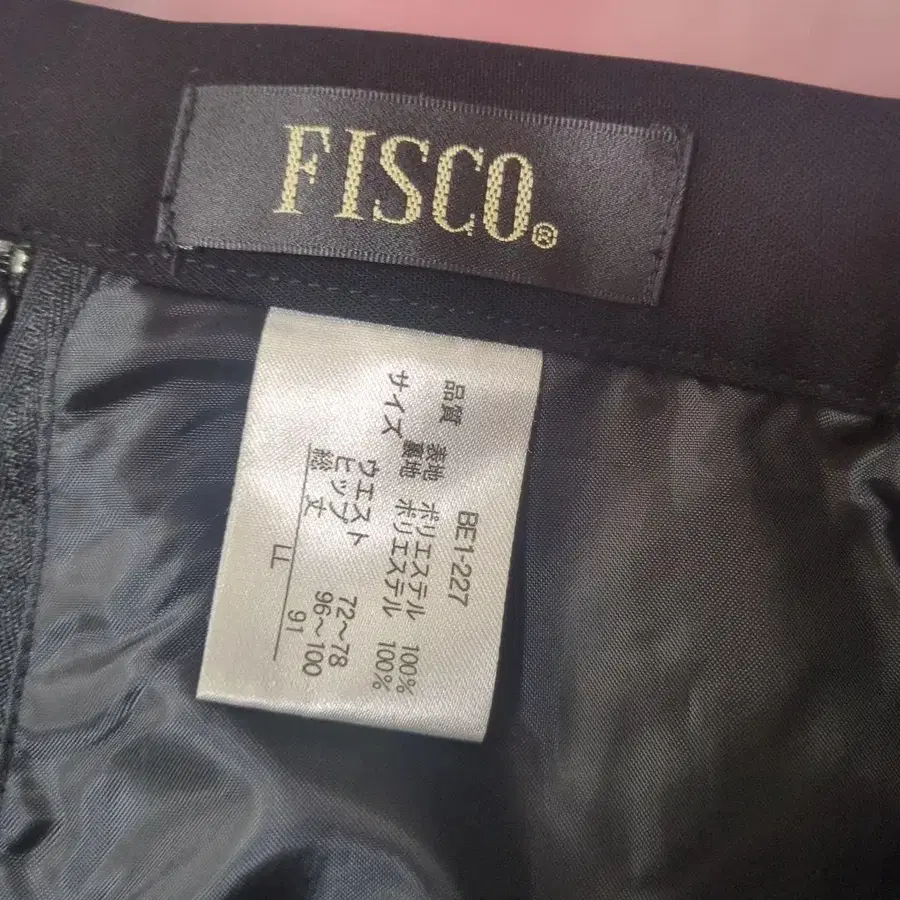 FISCO®
BE1-227
品質 表地 ポリエステル 100%
裏地 ポリエステル 100%
サイズ
ウエスト 72~78
ヒップ 96~100
総丈 91
LL